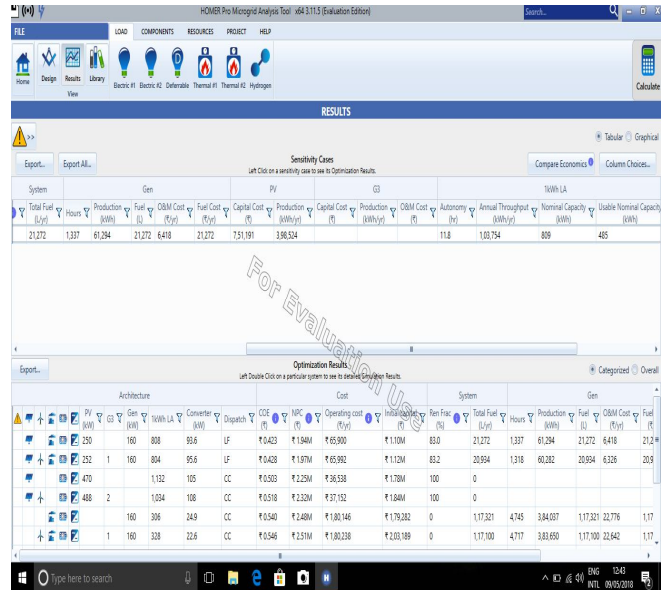 HOMER Pro Microgrid Analysis Tool x64 3.11.5 (Evaluation Edition)
Search...
FILE
LOAD COMPONENTS RESOURCES PROJECT HELP
Home
Design Results Library
View
Electric #1 Electric #2 Deferrable Thermal #1 Thermal #2 Hydrogen
Calculate
RESULTS
>>
Tabular Graphical
Export... Export All...
Sensitivity Cases
Left Click on a sensitivity case to see its Optimization Results.
Compare Economics Column Choices...
System Gen PV G3 1kWh LA
Total Fuel (L/yr) Hours Production (kWh) Fuel (L) O&M Cost (₹/yr) Fuel Cost (₹/yr) Capital Cost (₹) Production (kWh/yr) Capital Cost (₹) Production (kWh/yr) O&M Cost (₹) Autonomy (hr) Annual Throughput (kWh/yr) Nominal Capacity (kWh) Usable Nominal Capacity (kWh)
21,272 1,337 61,294 21,272 6,418 21,272 7,51,191 3,98,524 11.8 1,03,754 809 485
For Evaluation Use
Export...
Optimization Results
Left Double Click on a particular system to see its detailed Simulation Results.
Categorized Overall
Architecture Cost System Gen
PV (kW) G3 Gen (kW) 1kWh LA Converter (kW) Dispatch COE (₹) NPC (₹) Operating cost (₹/yr) Initial capital (₹) Ren Frac (%) Total Fuel (L/yr) Hours Production (kWh) Fuel (L) O&M Cost (₹/yr) Fuel
250 160 808 93.6 LF ₹ 0.423 ₹ 1.94M ₹ 65,900 ₹ 1.10M 83.0 21,272 1,337 61,294 21,272 6,418 21,2
252 1 160 804 95.6 LF ₹ 0.428 ₹ 1.97M ₹ 65,992 ₹ 1.12M 83.2 20,934 1,318 60,282 20,934 6,326 20,9
470 1,132 105 CC ₹ 0.503 ₹ 2.25M ₹ 36,538 ₹ 1.78M 100 0
488 2 1,034 108 CC ₹ 0.518 ₹ 2.32M ₹ 37,152 ₹ 1.84M 100 0
160 306 24.9 CC ₹ 0.540 ₹ 2.48M ₹ 1,80,146 ₹ 1,79,282 0 1,17,321 4,745 3,84,037 1,17,321 22,776 1,17
1 160 328 22.6 CC ₹ 0.546 ₹ 2.51M ₹ 1,80,238 ₹ 2,03,189 0 1,17,100 4,717 3,83,650 1,17,100 22,642 1,17
Type here to search
ENG 12:43
INTL 09/05/2018